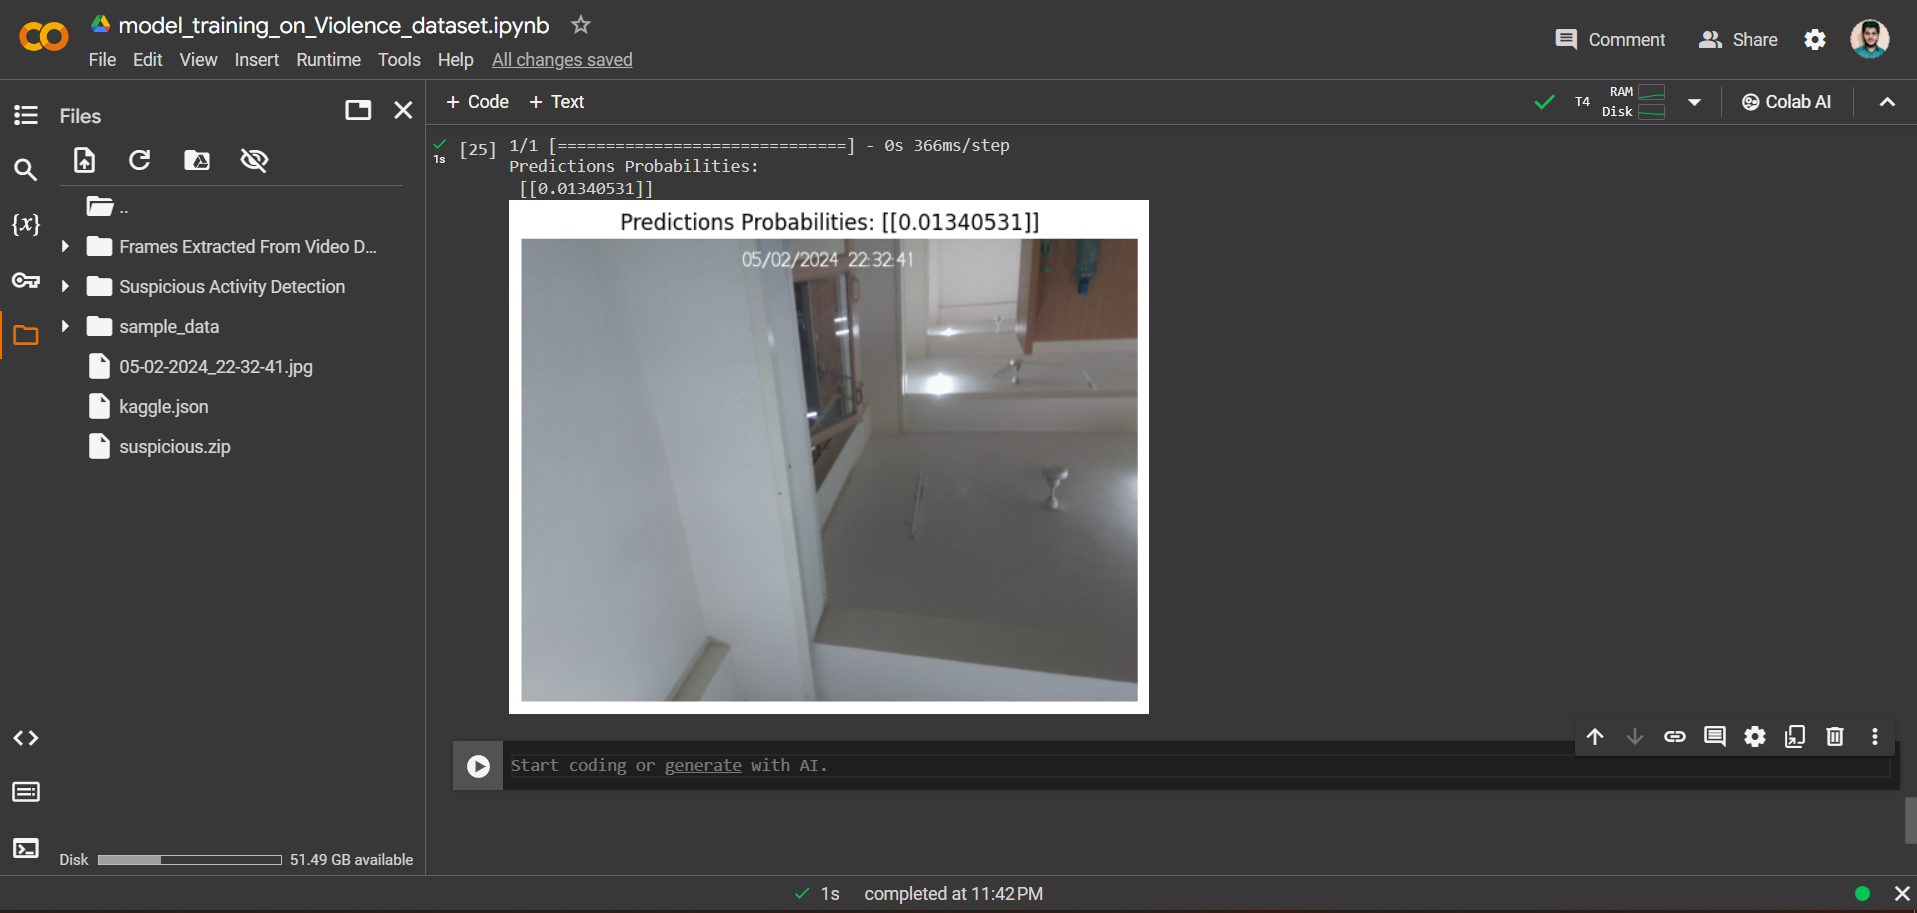 model_training_on_Violence_dataset.ipynb
File Edit View Insert Runtime Tools Help All changes saved
Comment Share
Files
+ Code + Text
T4 RAM Disk
Colab AI
..
Frames Extracted From Video D...
Suspicious Activity Detection
sample_data
05-02-2024_22-32-41.jpg
kaggle.json
suspicious.zip
Disk 51.49 GB available
1s
[25] 1/1 [==============================] - 0s 366ms/step
Predictions Probabilities:
[[0.01340531]]
Predictions Probabilities: [[0.01340531]]
05/02/2024 22:32:41
Start coding or generate with AI.
1s completed at 11:42 PM